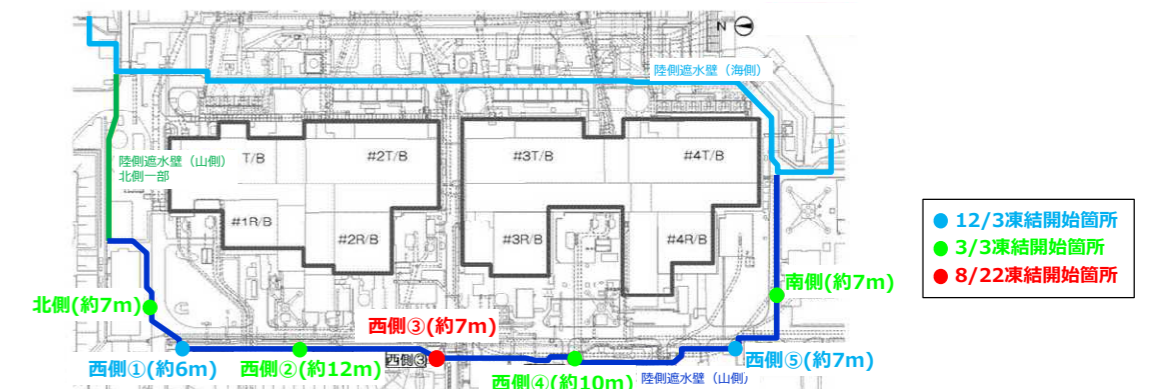 N
陸側遮水壁（海側）
陸側遮水壁（山側）
北側一部
T/B
#2T/B
#3T/B
#4T/B
#1R/B
#2R/B
#3R/B
#4R/B
12/3凍結開始箇所
3/3凍結開始箇所
8/22凍結開始箇所
北側(約7m)
南側(約7m)
西側③(約7m)
西側①(約6m)
西側②(約12m)
西側③
西側④(約10m)
陸側遮水壁（山側）
西側⑤(約7m)